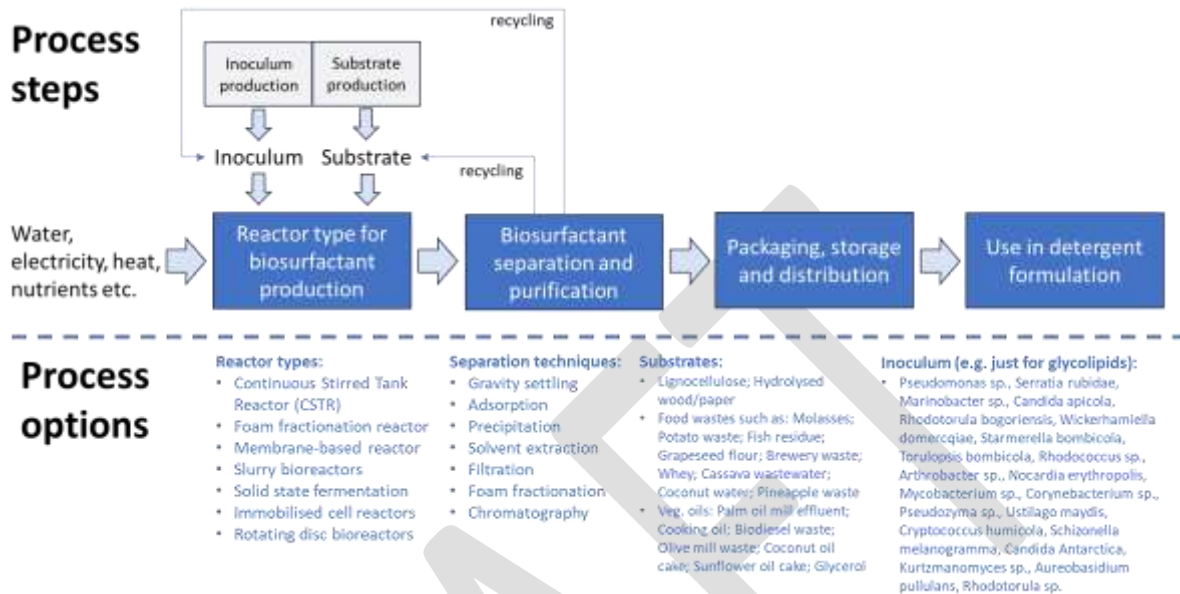 Process
steps
recycling
Inoculum
production
Substrate
production
Inoculum
Substrate
recycling
Water,
electricity, heat,
nutrients etc.
Reactor type for
biosurfactant
production
Biosurfactant
separation and
purification
Packaging, storage
and distribution
Use in detergent
formulation
Process
options
Reactor types:
• Continuous Stirred Tank
Reactor (CSTR)
• Foam fractionation reactor
• Membrane-based reactor
• Slurry bioreactors
• Solid state fermentation
• Immobilised cell reactors
• Rotating disc bioreactors
Separation techniques:
• Gravity settling
• Adsorption
• Precipitation
• Solvent extraction
• Filtration
• Foam fractionation
• Chromatography
Substrates:
• Lignocellulose; Hydrolysed
wood/paper
• Food wastes such as: Molasses;
Potato waste; Fish residue;
Grapeseed flour; Brewery waste;
Whey; Cassava wastewater;
Coconut water; Pineapple waste
• Veg. oils: Palm oil mill effluent;
Cooking oil; Biodiesel waste;
Olive mill waste; Coconut oil
cake; Sunflower oil cake; Glycerol
Inoculum (e.g. just for glycolipids):
• Pseudomonas sp., Serratia rubidae,
Marinobacter sp., Candida apicola,
Rhodotorula bogoriensis, Wickerhamiella
domercqiae, Starmerella bombicola,
Torulopsis bombicola, Rhodococcus sp.,
Arthrobacter sp., Nocardia erythropolis,
Mycobacterium sp., Corynebacterium sp.,
Pseudozyma sp., Ustilago maydis,
Cryptococcus humicola, Schizonella
melanogramma, Candida Antarctica,
Kurtzmanomyces sp., Aureobasidium
pullulans, Rhodotorula sp.